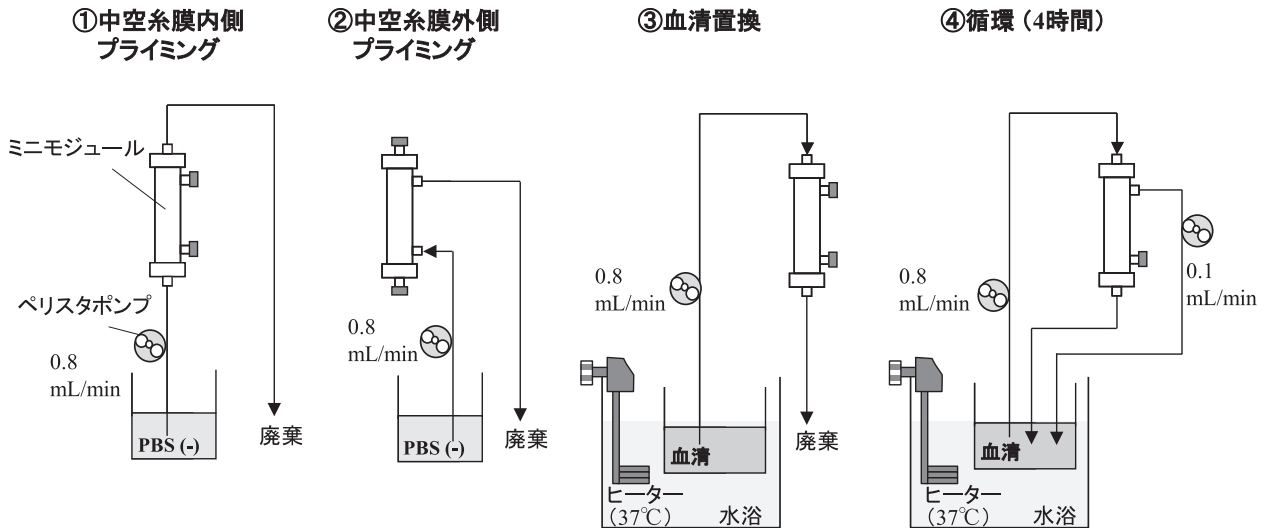 ①中空糸膜内側
プライミング
ミニモジュール
ペリスタポンプ
0.8
mL/min
PBS (-)
廃棄
②中空糸膜外側
プライミング
0.8
mL/min
PBS (-)
廃棄
③血清置換
0.8
mL/min
血清
廃棄
ヒーター
(37℃)
水浴
④循環（4時間）
0.8
mL/min
0.1
mL/min
血清
ヒーター
(37℃)
水浴